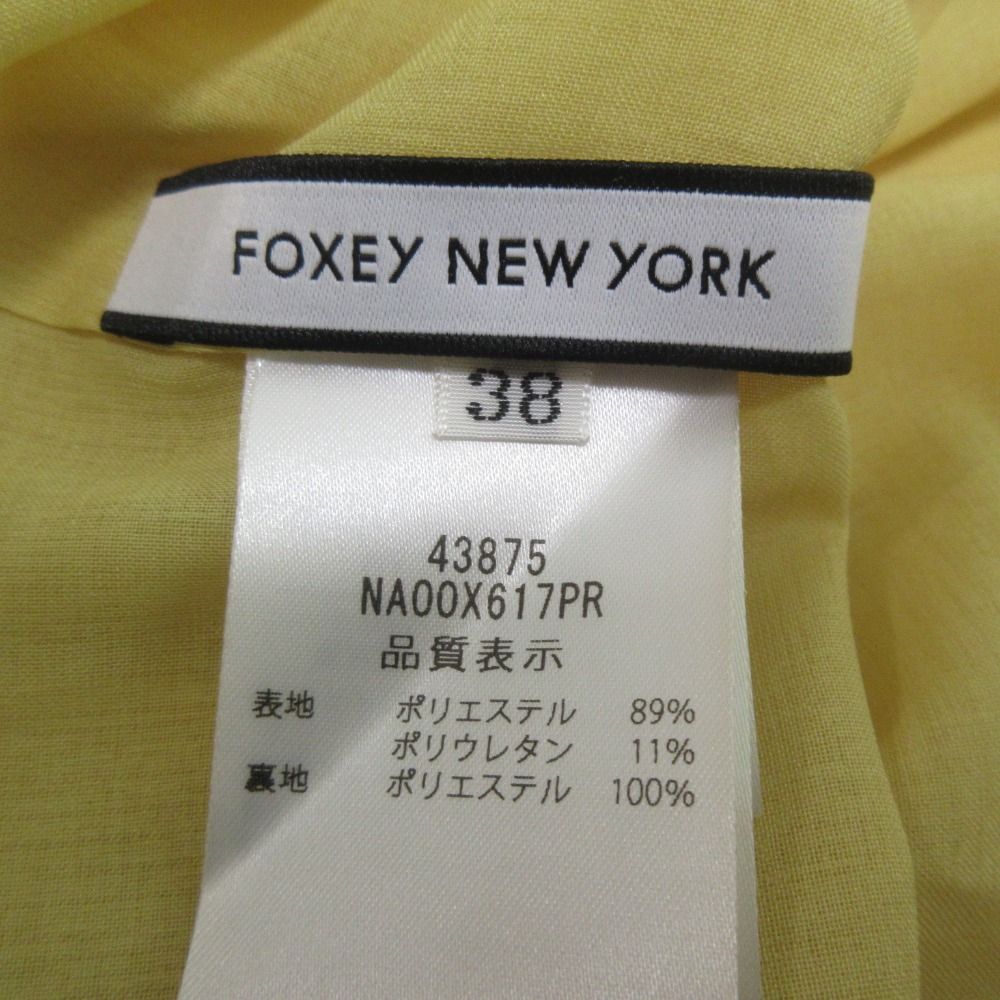 FOXEY NEW YORK
38
43875
NA00X617PR
品質表示
表地 ポリエステル 89%
ポリウレタン 11%
裏地 ポリエステル 100%